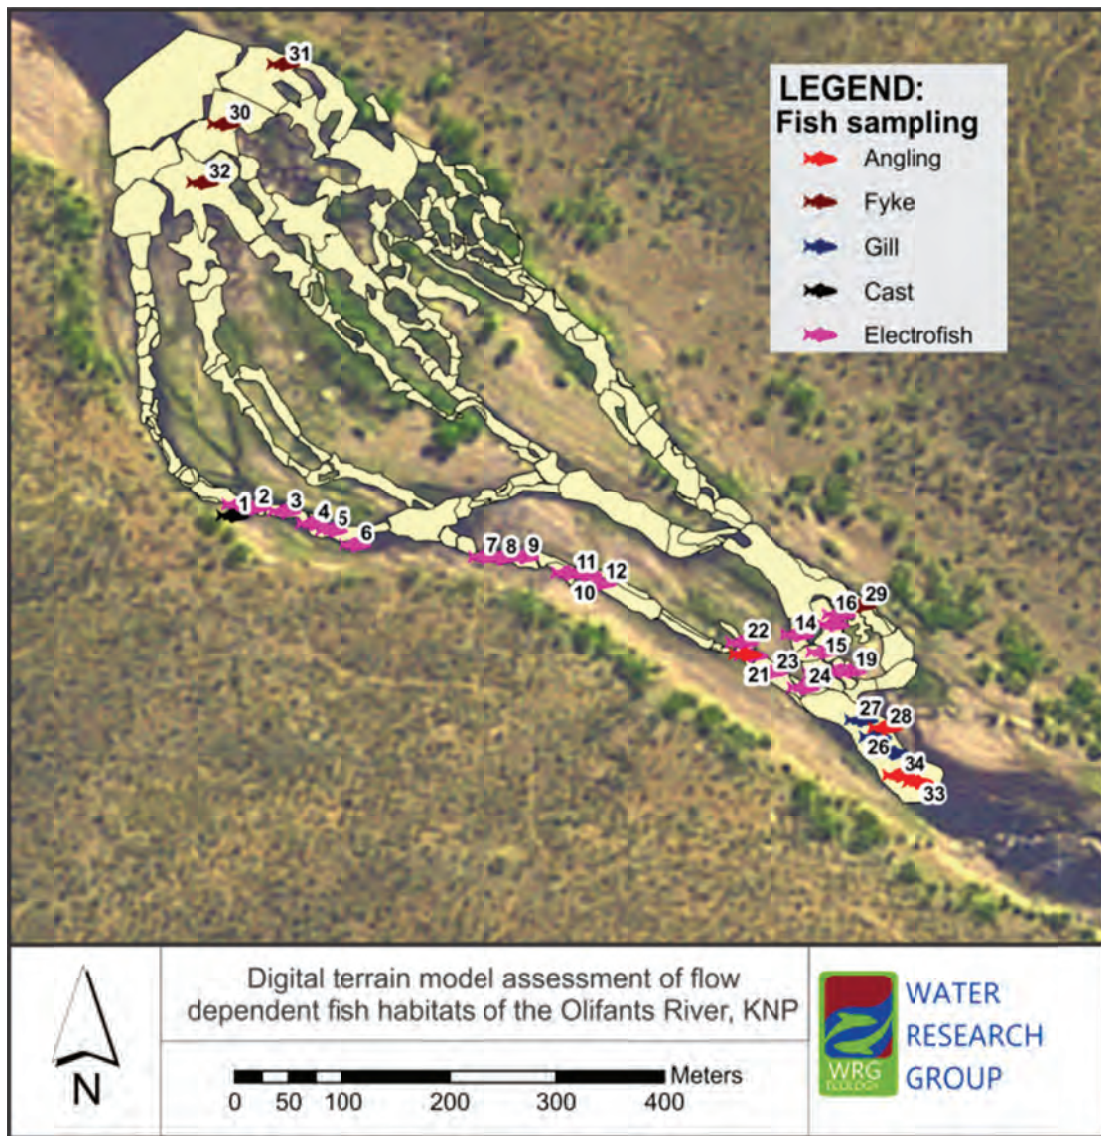 31
30
32
LEGEND:
Fish sampling
Angling
Fyke
Gill
Cast
Electrofish
1
2
3
4
5
6
7
8
9
11
12
10
29
16
14
15
22
19
23
21
24
27
28
26
34
33
N
Digital terrain model assessment of flow
dependent fish habitats of the Olifants River, KNP
Meters
0 50 100 200 300 400
WRG
ECOLOGY
WATER
RESEARCH
GROUP